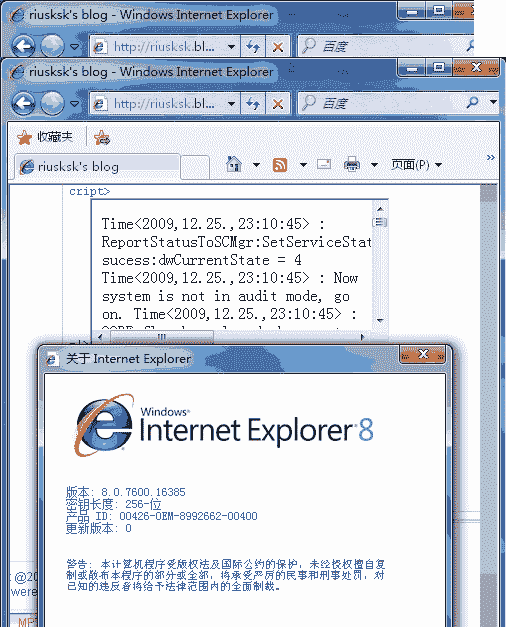 riusksk's blog - Windows Internet Explorer
http://riusksk.bl...
百度
riusksk's blog - Windows Internet Explorer
http://riusksk.bl...
百度
收藏夹
riusksk's blog
页面(P)
»
cript>
Time<2009,12.25.,23:10:45> :
ReportStatusToSCMgr:SetServiceStat
sucess:dwCurrentState = 4
Time<2009,12.25.,23:10:45> : Now
system is not in audit mode, go
on. Time<2009,12.25.,23:10:45> :
关于 Internet Explorer
Windows®
Internet Explorer 8
版本: 8.0.7600.16385
密钥长度: 256-位
产品 ID: 00426-OEM-8992662-00400
更新版本: 0
警告: 本计算机程序受版权法及国际公约的保护，未经授权擅自复
制或散布本程序的部分或全部，将承受严厉的民事和刑事处罚，对
已知的违反者将给予法律范围内的全面制裁。
@20
were